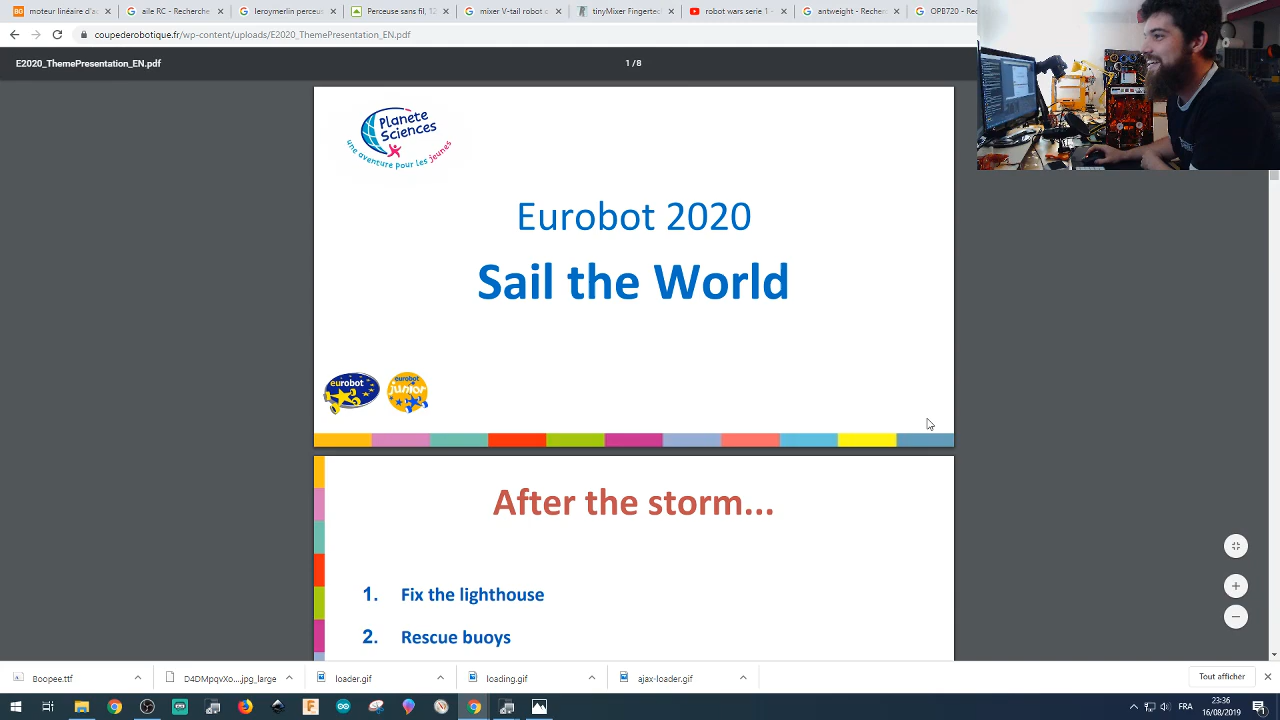 moteur linéaire d'a
aile RC - Recherche
leroymerlin perceus
Perceuse sans fil, 12
mixer V-tail robot c
tinyMixer Fingertec
robot wars serie 1 -
antweight - Recher
OPB720 - Rec
coupederobotique.fr/wp-content/uploads/E2020_ThemePresentation_EN.pdf
E2020_ThemePresentation_EN.pdf
1 / 8
Planete
Sciences
une aventure pour les jeunes
Eurobot 2020
Sail the World
eurobot
eurobot
junior
After the storm...
1. Fix the lighthouse
2. Rescue buoys
Boopee.ttf
D4DMpqvXo....jpg_large
loader.gif
loading.gif
ajax-loader.gif
Tout afficher
FRA
23:36
16/08/2019